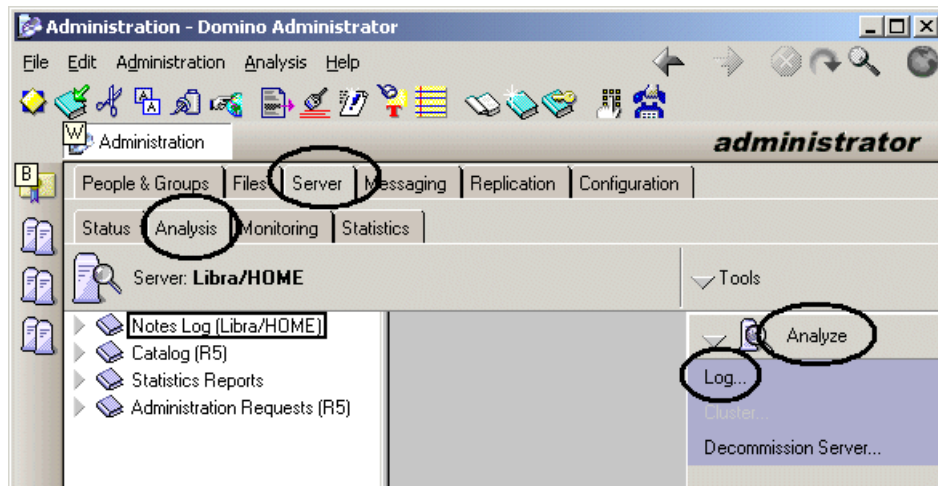 Administration - Domino Administrator
File Edit Administration Analysis Help
W
Administration
administrator
B
People & Groups Files Server Messaging Replication Configuration
Status Analysis Monitoring Statistics
Server: Libra/HOME
Tools
Notes Log (Libra/HOME)
Analyze
Catalog (R5)
Log...
Statistics Reports
Cluster...
Administration Requests (R5)
Decommission Server...